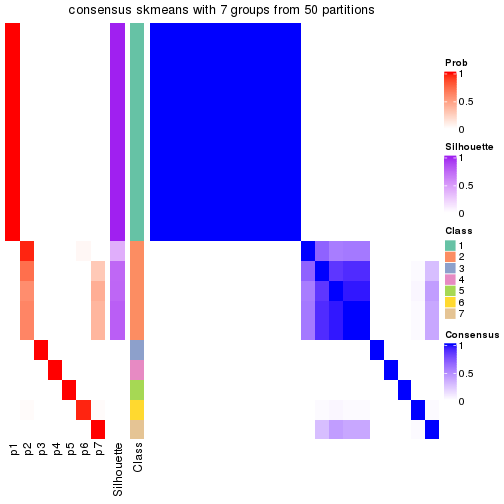 consensus skmeans with 7 groups from 50 partitions
Prob
1
0.5
0
Silhouette
1
0.5
0
Class
1
2
3
4
5
6
7
Consensus
1
0.5
0
p1
p2
p3
p4
p5
p6
p7
Silhouette
Class